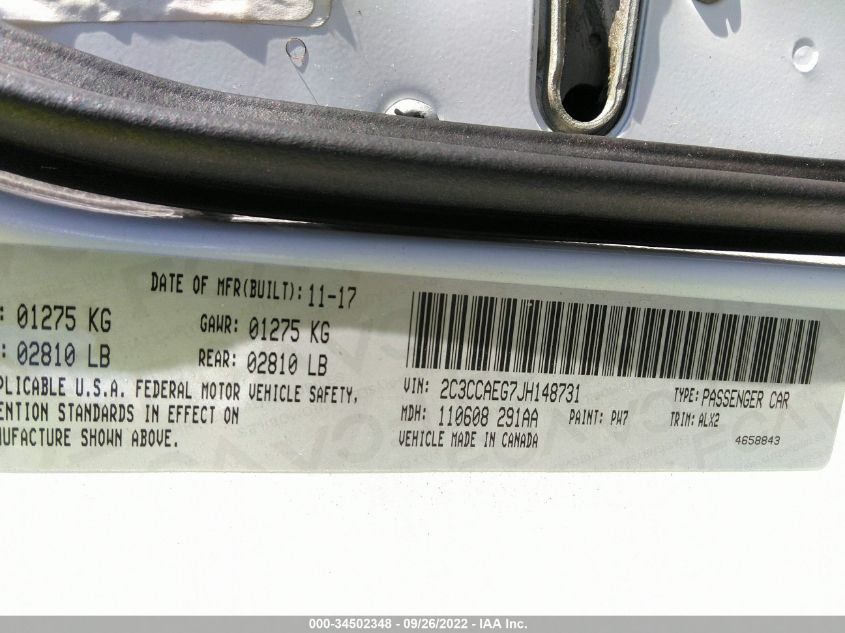 DATE OF MFR(BUILT): 11-17
: 01275 KG GAWR: 01275 KG
: 02810 LB REAR: 02810 LB
PLICABLE U.S.A. FEDERAL MOTOR VEHICLE SAFETY,
ENTION STANDARDS IN EFFECT ON
NUFACTURE SHOWN ABOVE.
VIN: 2C3CCAEG7JH148731 TYPE: PASSENGER CAR
MDH: 110608 291AA PAINT: PW7 TRIM: ALX2
VEHICLE MADE IN CANADA 4658843
000-34502348 - 09/26/2022 - IAA Inc.